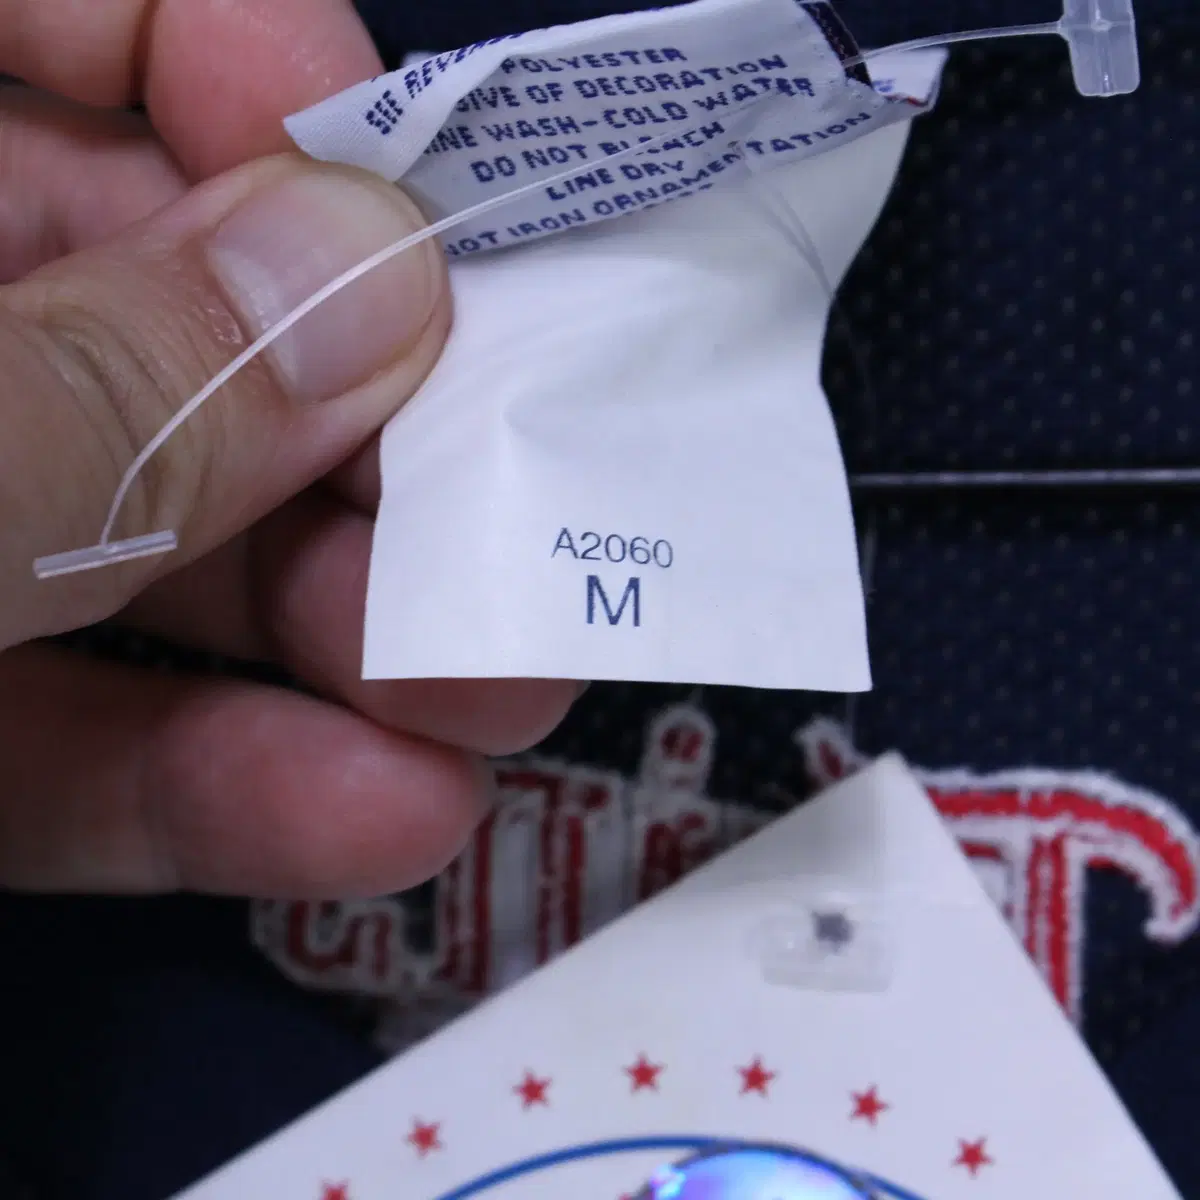 SEE REVERSE
POLYESTER
SIVE OF DECORATION
INE WASH-COLD WATER
DO NOT BLEACH
LINE DRY
NOT IRON ORNAMENTATION
A2060
M